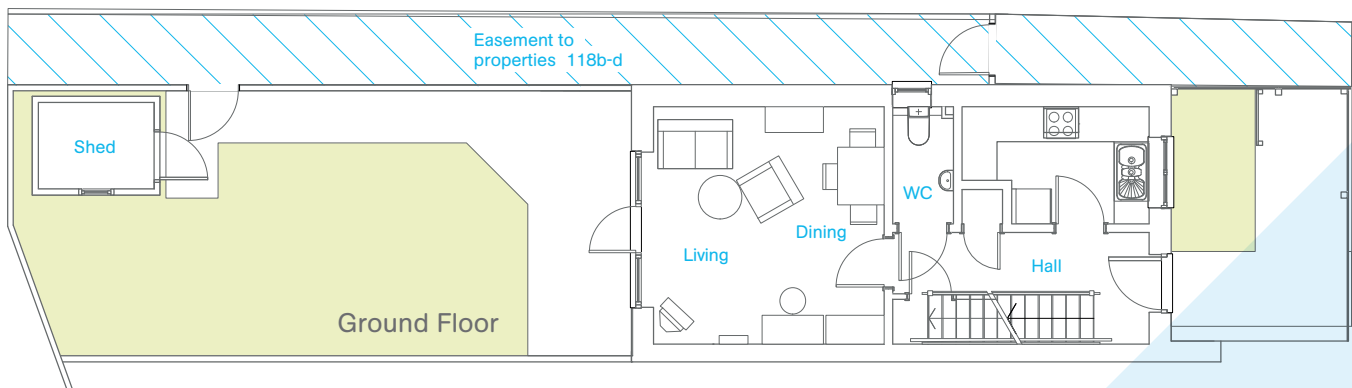 Easement to
properties 118b-d
Shed
WC
Dining
Living
Hall
Ground Floor